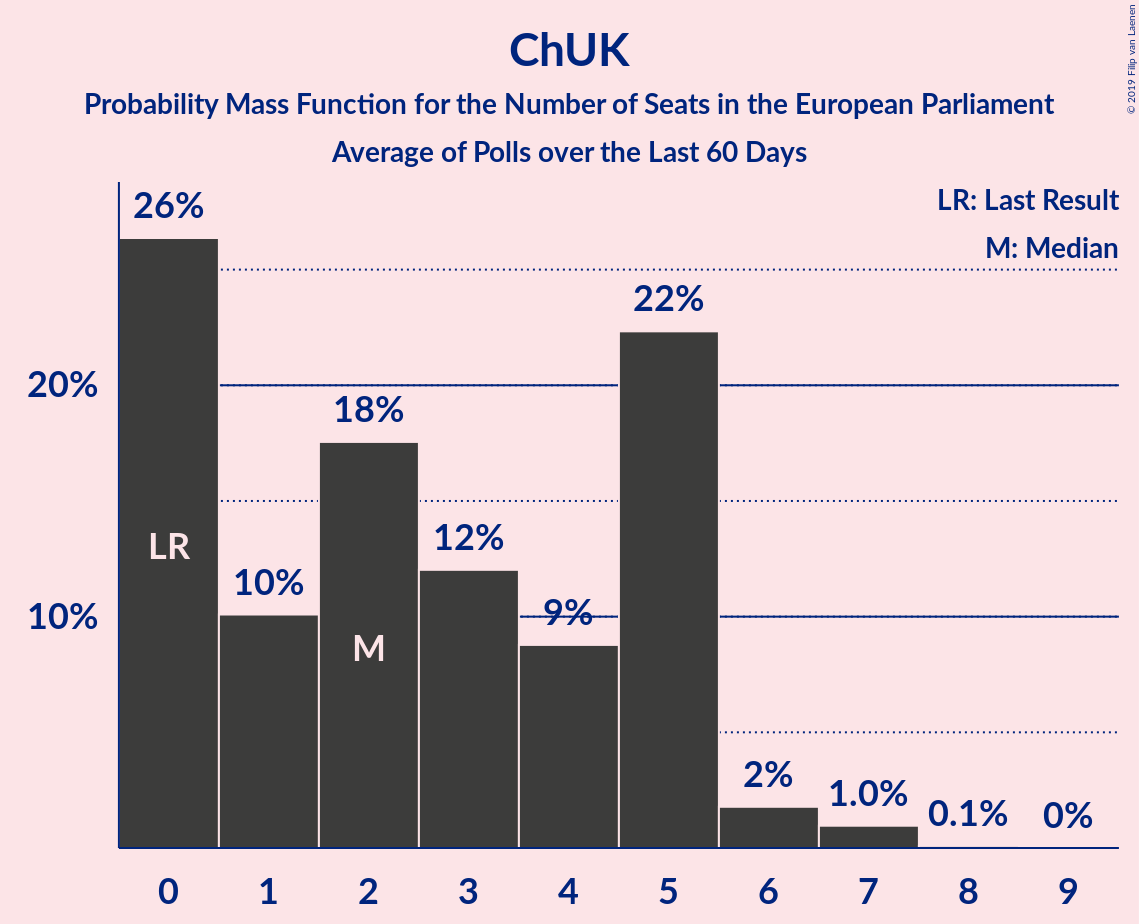 ChUK
Probability Mass Function for the Number of Seats in the European Parliament
Average of Polls over the Last 60 Days
© 2019 Filip van Laenen
LR: Last Result
M: Median
26%
22%
20%
18%
12%
LR
10%
9%
10%
M
2%
1.0%
0.1%
0%
0 1 2 3 4 5 6 7 8 9